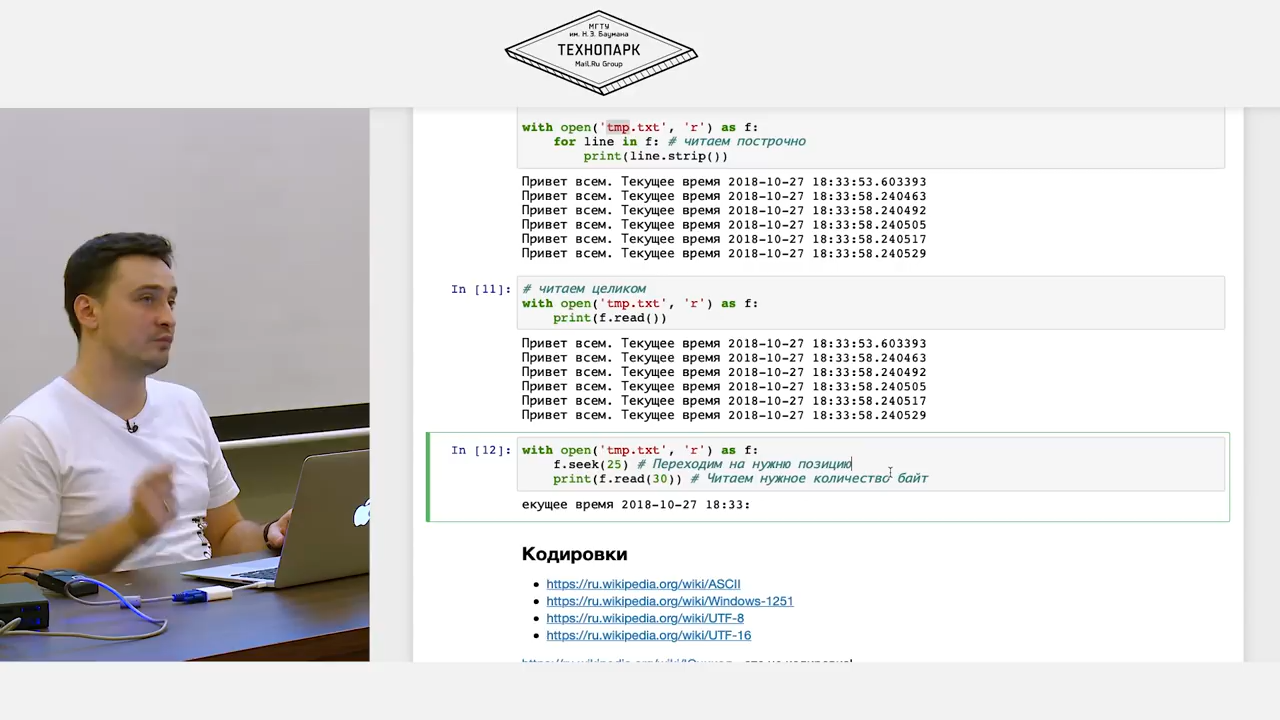 МГТУ
им. Н.Э. Баумана
ТЕХНОПАРК
Mail.Ru Group
with open('tmp.txt', 'r') as f:
for line in f: # читаем построчно
print(line.strip())
Привет всем. Текущее время 2018-10-27 18:33:53.603393
Привет всем. Текущее время 2018-10-27 18:33:58.240463
Привет всем. Текущее время 2018-10-27 18:33:58.240492
Привет всем. Текущее время 2018-10-27 18:33:58.240505
Привет всем. Текущее время 2018-10-27 18:33:58.240517
Привет всем. Текущее время 2018-10-27 18:33:58.240529
In [11]: # читаем целиком
with open('tmp.txt', 'r') as f:
print(f.read())
Привет всем. Текущее время 2018-10-27 18:33:53.603393
Привет всем. Текущее время 2018-10-27 18:33:58.240463
Привет всем. Текущее время 2018-10-27 18:33:58.240492
Привет всем. Текущее время 2018-10-27 18:33:58.240505
Привет всем. Текущее время 2018-10-27 18:33:58.240517
Привет всем. Текущее время 2018-10-27 18:33:58.240529
In [12]: with open('tmp.txt', 'r') as f:
f.seek(25) # Переходим на нужню позицию
print(f.read(30)) # Читаем нужное количество байт
екущее время 2018-10-27 18:33:
Кодировки
https://ru.wikipedia.org/wiki/ASCII
https://ru.wikipedia.org/wiki/Windows-1251
https://ru.wikipedia.org/wiki/UTF-8
https://ru.wikipedia.org/wiki/UTF-16